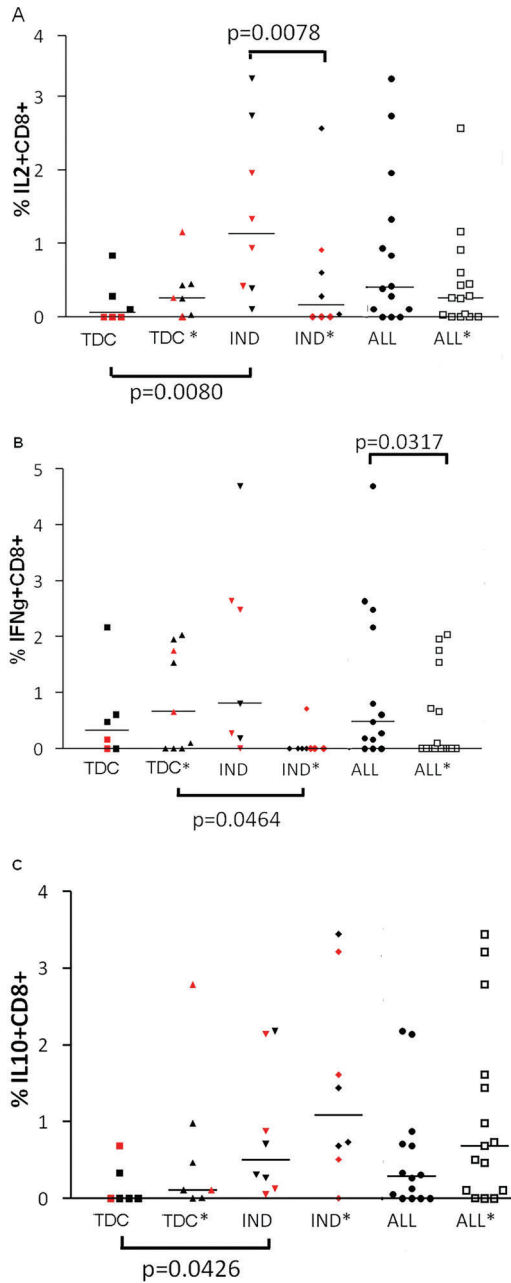 A
p=0.0078
4
3
2
1
0
% IL2+CD8+
TDC TDC* IND IND* ALL ALL*
p=0.0080
B
p=0.0317
5
4
3
2
1
0
% IFNg+CD8+
TDC TDC* IND IND* ALL ALL*
p=0.0464
C
4
3
2
1
0
% IL10+CD8+
TDC TDC* IND IND* ALL ALL*
p=0.0426